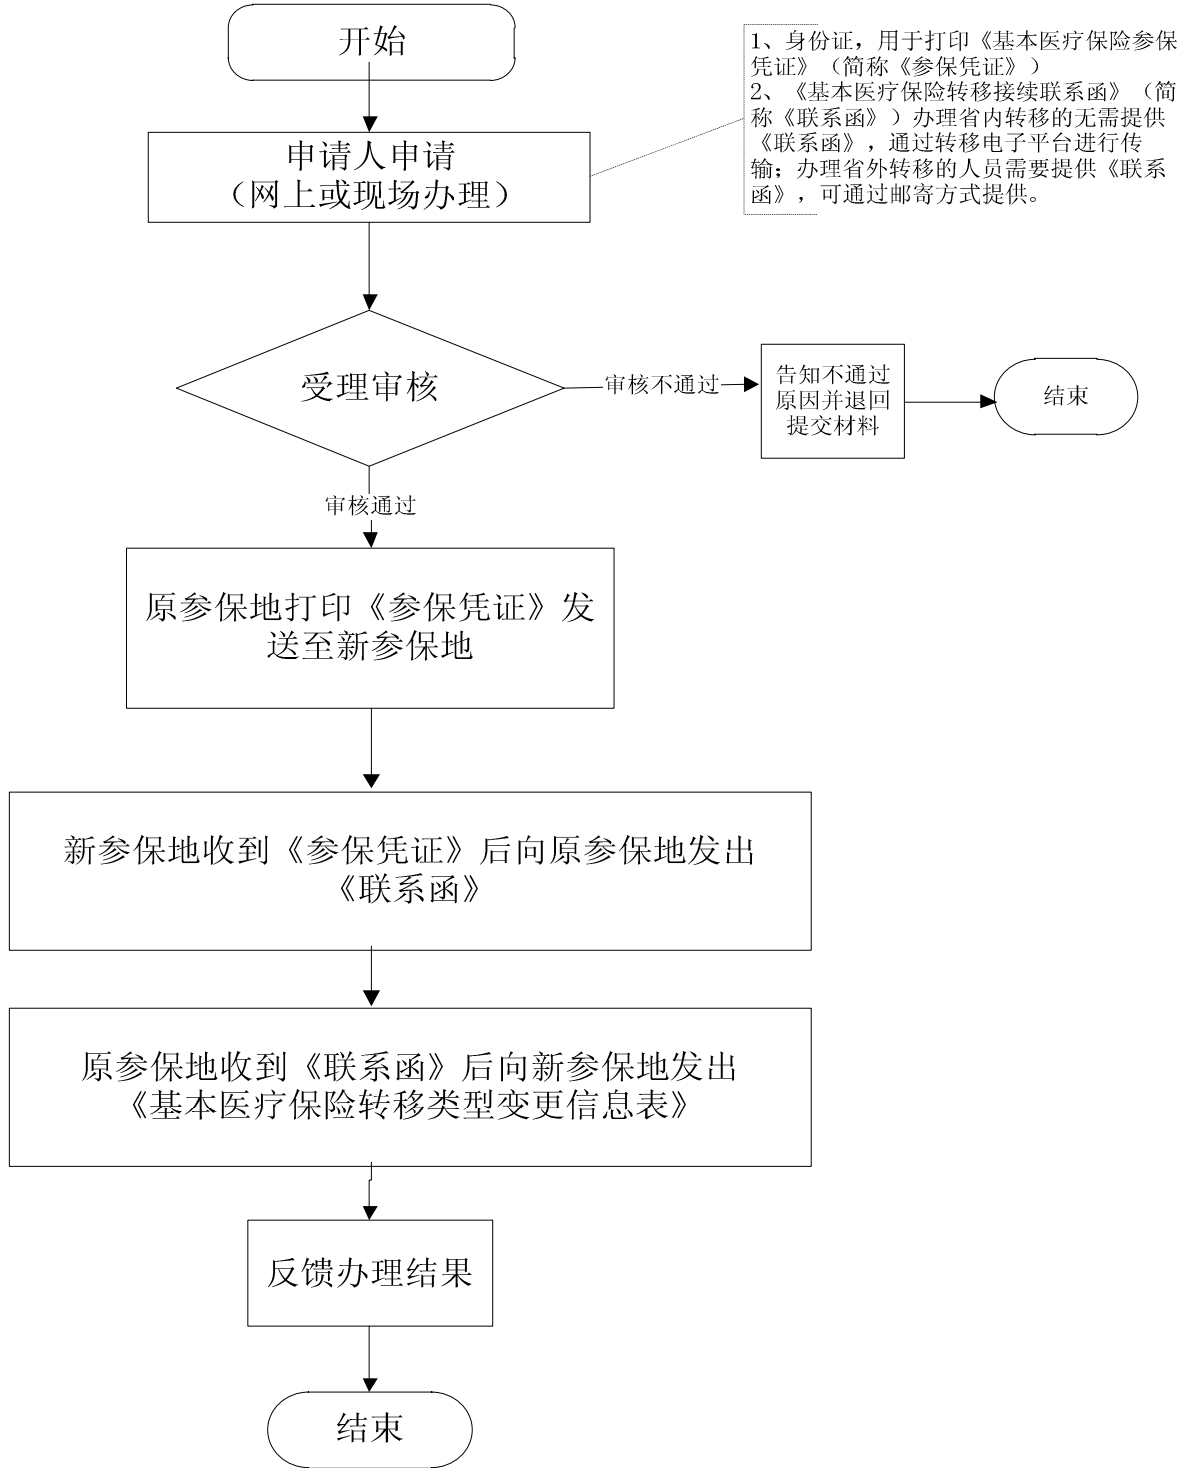 开始
1、身份证，用于打印《基本医疗保险参保
凭证》（简称《参保凭证》）
2、《基本医疗保险转移接续联系函》（简
称《联系函》）办理省内转移的无需提供
《联系函》，通过转移电子平台进行传
输；办理省外转移的人员需要提供《联系
函》，可通过邮寄方式提供。
申请人申请
（网上或现场办理）
受理审核
审核不通过
告知不通过
原因并退回
提交材料
结束
审核通过
原参保地打印《参保凭证》发
送至新参保地
新参保地收到《参保凭证》后向原参保地发出
《联系函》
原参保地收到《联系函》后向新参保地发出
《基本医疗保险转移类型变更信息表》
反馈办理结果
结束